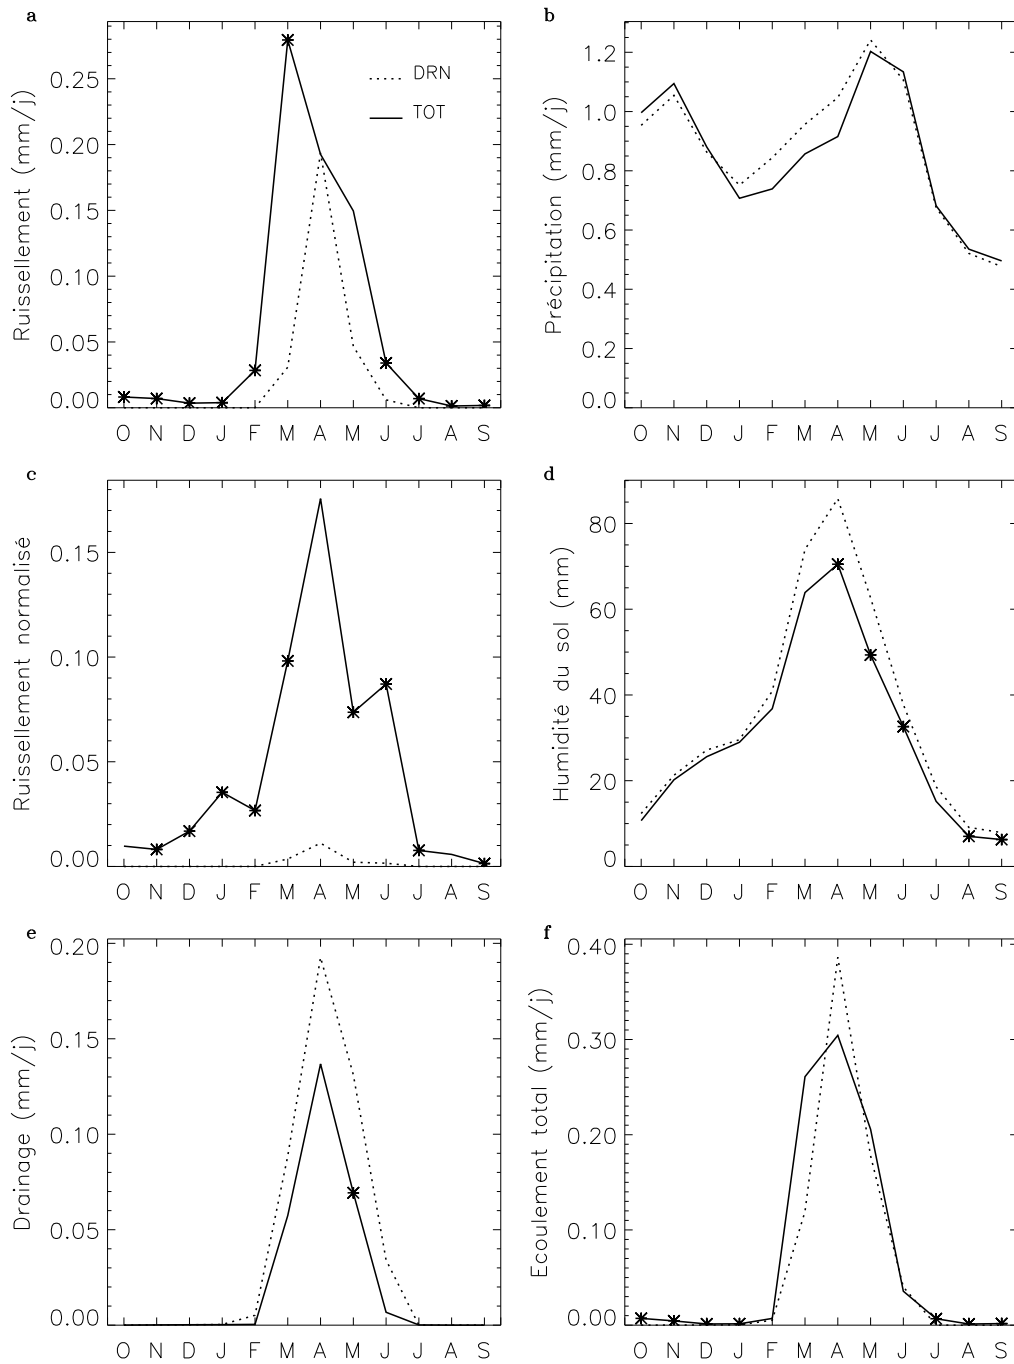 a
Ruissellement (mm/j)
0.25
0.20
0.15
0.10
0.05
0.00
DRN
TOT
O N D J F M A M J J A S
b
Précipitation (mm/j)
1.2
1.0
0.8
0.6
0.4
0.2
0.0
O N D J F M A M J J A S
c
Ruissellement normalisé
0.15
0.10
0.05
0.00
O N D J F M A M J J A S
d
Humidité du sol (mm)
80
60
40
20
0
O N D J F M A M J J A S
e
Drainage (mm/j)
0.20
0.15
0.10
0.05
0.00
O N D J F M A M J J A S
f
Ecoulement total (mm/j)
0.40
0.30
0.20
0.10
0.00
O N D J F M A M J J A S